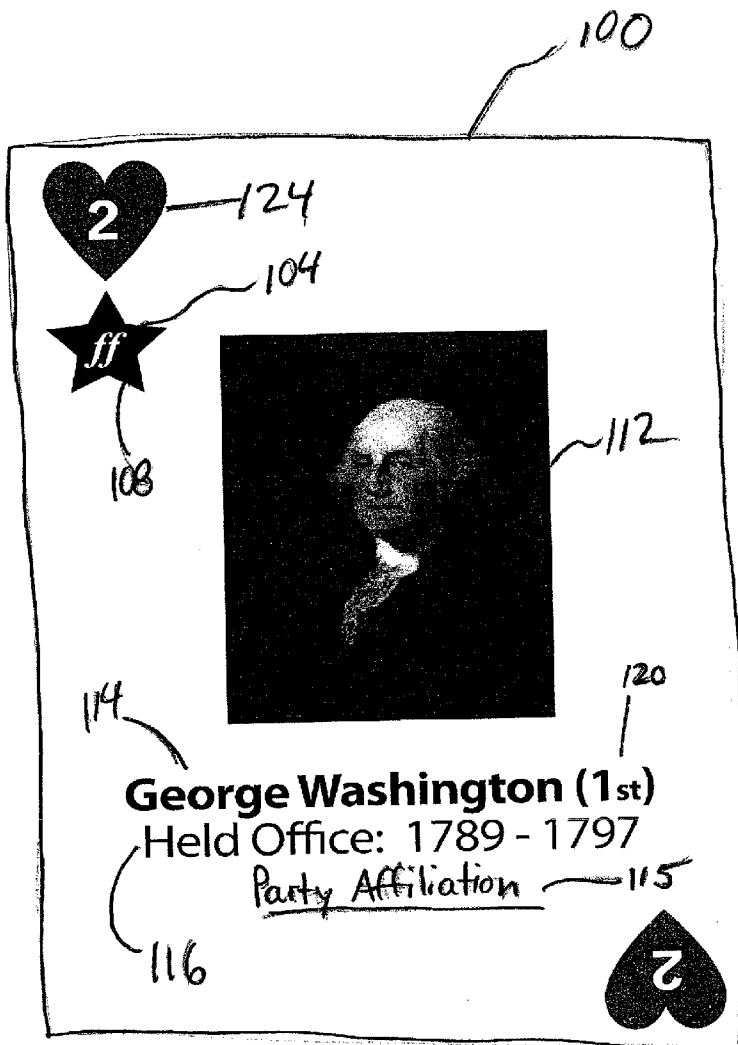 100
2
124
104
ff
108
112
114
120
George Washington (1st)
Held Office: 1789 - 1797
Party Affiliation
115
116
2